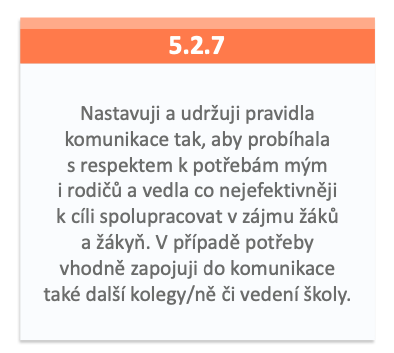 5.2.7
Nastavuji a udržuji pravidla
komunikace tak, aby probíhala
s respektem k potřebám mým
i rodičů a vedla co nejefektivněji
k cíli spolupracovat v zájmu žáků
a žákyň. V případě potřeby
vhodně zapojuji do komunikace
také další kolegy/ně či vedení školy.